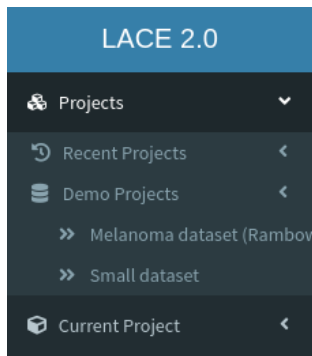 LACE 2.0
Projects
Recent Projects
Demo Projects
Melanoma dataset (Rambow
Small dataset
Current Project